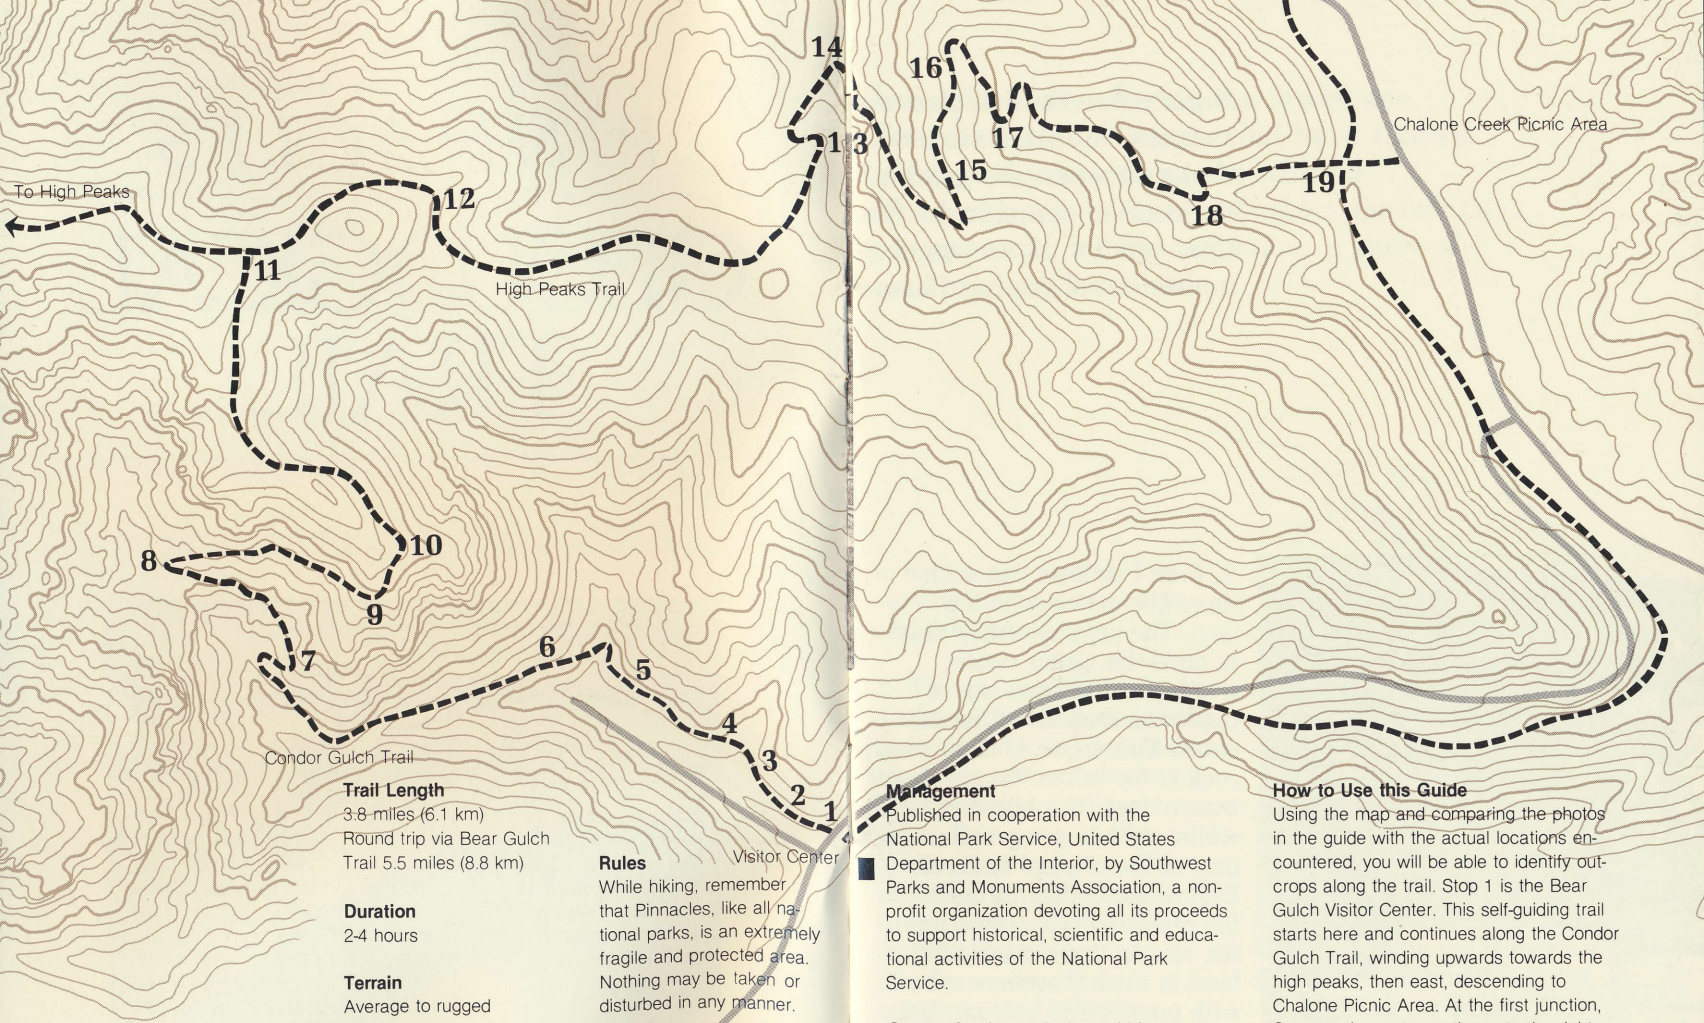 14
16
Chalone Creek Picnic Area
17
13
15
To High Peaks
19
12
18
11
High Peaks Trail
10
8
9
6
7
5
4
Condor Gulch Trail
3
2
1
Visitor Center
Trail Length
3.8 miles (6.1 km)
Round trip via Bear Gulch
Trail 5.5 miles (8.8 km)
Duration
2-4 hours
Terrain
Average to rugged
Rules
While hiking, remember
that Pinnacles, like all na-
tional parks, is an extremely
fragile and protected area.
Nothing may be taken or
disturbed in any manner.
Management
Published in cooperation with the
National Park Service, United States
Department of the Interior, by Southwest
Parks and Monuments Association, a non-
profit organization devoting all its proceeds
to support historical, scientific and educa-
tional activities of the National Park
Service.
How to Use this Guide
Using the map and comparing the photos
in the guide with the actual locations en-
countered, you will be able to identify out-
crops along the trail. Stop 1 is the Bear
Gulch Visitor Center. This self-guiding trail
starts here and continues along the Condor
Gulch Trail, winding upwards towards the
high peaks, then east, descending to
Chalone Picnic Area. At the first junction,